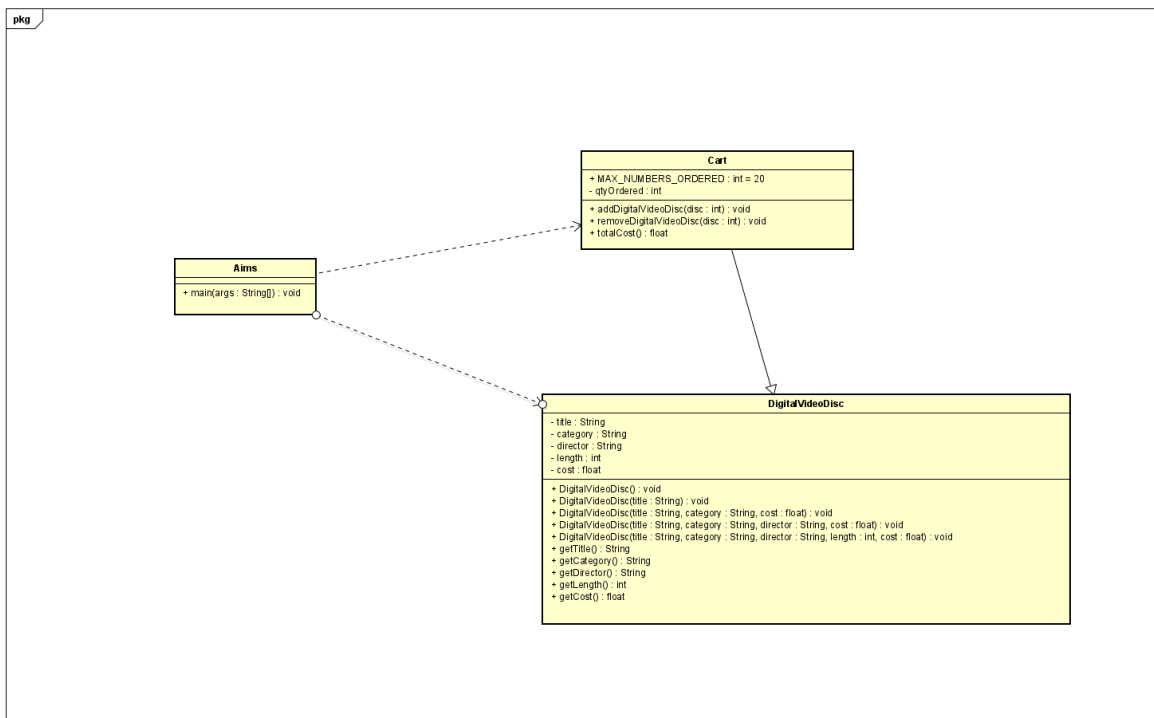 pkg
Cart
+ MAX_NUMBERS_ORDERED : int = 20
- qtyOrdered : int
+ addDigitalVideoDisc(disc : int) : void
+ removeDigitalVideoDisc(disc : int) : void
+ totalCost() : float
Aims
+ main(args : String[]) : void
DigitalVideoDisc
- title : String
- category : String
- director : String
- length : int
- cost : float
+ DigitalVideoDisc() : void
+ DigitalVideoDisc(title : String) : void
+ DigitalVideoDisc(title : String, category : String, cost : float) : void
+ DigitalVideoDisc(title : String, category : String, director : String, cost : float) : void
+ DigitalVideoDisc(title : String, category : String, director : String, length : int, cost : float) : void
+ getTitle() : String
+ getCategory() : String
+ getDirector() : String
+ getLength() : int
+ getCost() : float